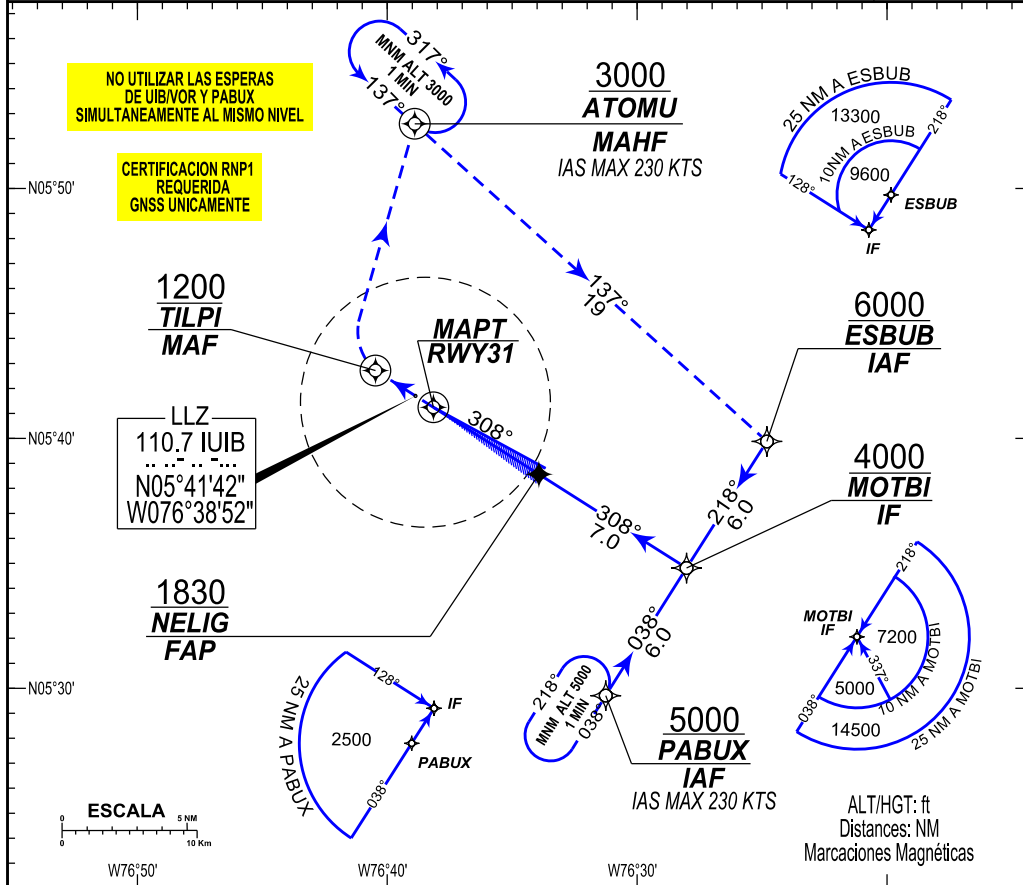 NO UTILIZAR LAS ESPERAS
DE UIB/VOR Y PABUX
SIMULTANEAMENTE AL MISMO NIVEL
CERTIFICACION RNP1
REQUERIDA
GNSS UNICAMENTE
317°
MNM ALT 3000
1 MIN
137°
3000
ATOMU
MAHF
IAS MAX 230 KTS
25 NM A ESBUB
13300
10NM A ESBUB
9600
218°
128°
ESBUB
IF
N05°50'
137°
19
1200
TILPI
MAF
MAPT
RWY31
6000
ESBUB
IAF
LLZ
110.7 IUIB
.. ..- .. -...
N05°41'42"
W076°38'52"
N05°40'
308°
308°
7.0
218°
6.0
4000
MOTBI
IF
1830
NELIG
FAP
038°
6.0
218°
MNM ALT 5000
1 MIN
038°
5000
PABUX
IAF
IAS MAX 230 KTS
218°
MOTBI
IF
7200
337°
5000
038°
14500
10 NM A MOTBI
25 NM A MOTBI
N05°30'
128°
IF
25 NM A PABUX
2500
PABUX
038°
ESCALA
5 NM
0
0
10 Km
ALT/HGT: ft
Distances: NM
Marcaciones Magnéticas
W76°50'
W76°40'
W76°30'